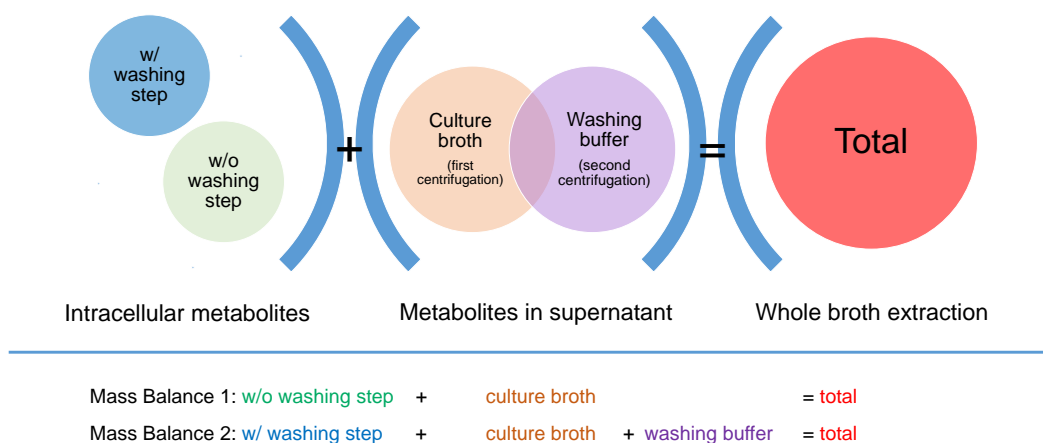 w/
washing
step
w/o
washing
step
+
Culture
broth
(first
centrifugation)
Washing
buffer
(second
centrifugation)
=
Total
Intracellular metabolites
Metabolites in supernatant
Whole broth extraction
Mass Balance 1: w/o washing step + culture broth = total
Mass Balance 2: w/ washing step + culture broth + washing buffer = total